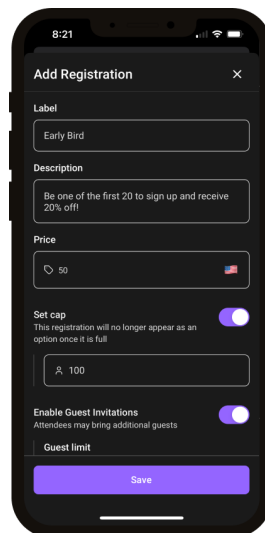 8:21
Add Registration
Label
Early Bird
Description
Be one of the first 20 to sign up and receive
20% off!
Price
50
Set cap
This registration will no longer appear as an
option once it is full
100
Enable Guest Invitations
Attendees may bring additional guests
Guest limit
Save